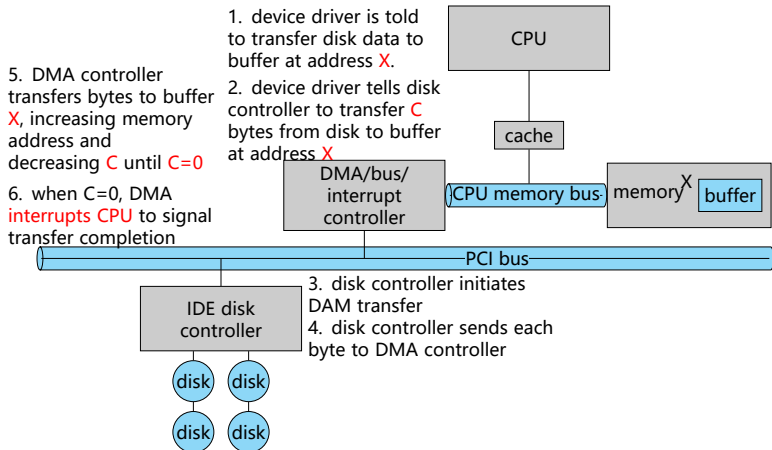 1. device driver is told
to transfer disk data to
buffer at address X.
2. device driver tells disk
controller to transfer C
bytes from disk to buffer
at address X
CPU
5. DMA controller
transfers bytes to buffer
X, increasing memory
address and
decreasing C until C=0
6. when C=0, DMA
interrupts CPU to signal
transfer completion
cache
DMA/bus/
interrupt
controller
CPU memory bus
memory
X
buffer
PCI bus
IDE disk
controller
3. disk controller initiates
DAM transfer
4. disk controller sends each
byte to DMA controller
disk
disk
disk
disk